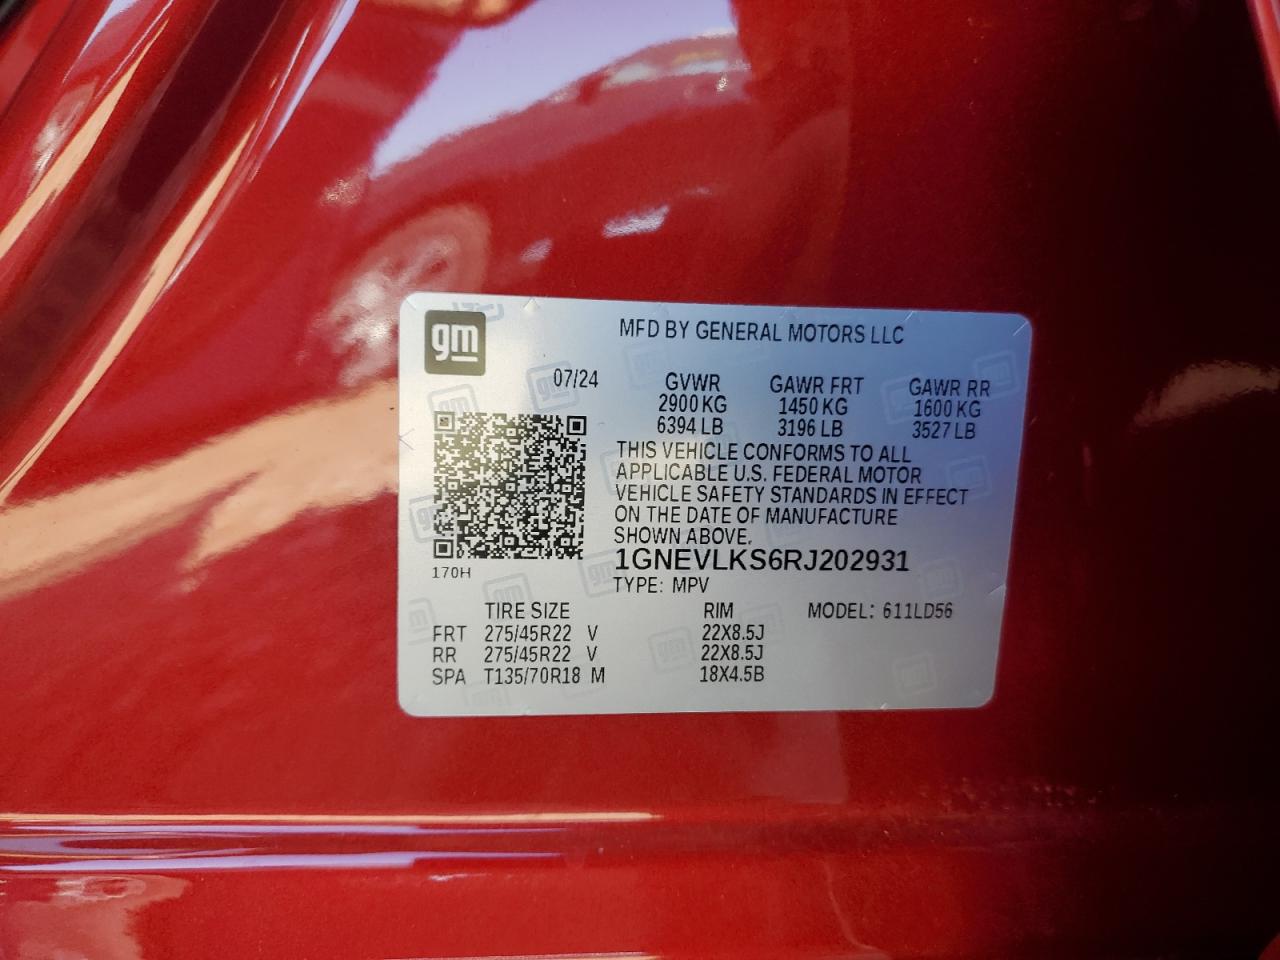 gm
MFD BY GENERAL MOTORS LLC
07/24
GVWR GAWR FRT GAWR RR
2900 KG 1450 KG 1600 KG
6394 LB 3196 LB 3527 LB
THIS VEHICLE CONFORMS TO ALL
APPLICABLE U.S. FEDERAL MOTOR
VEHICLE SAFETY STANDARDS IN EFFECT
ON THE DATE OF MANUFACTURE
SHOWN ABOVE.
170H
1GNEVLKS6RJ202931
TYPE: MPV
TIRE SIZE RIM MODEL: 611LD56
FRT 275/45R22 V 22X8.5J
RR 275/45R22 V 22X8.5J
SPA T135/70R18 M 18X4.5B